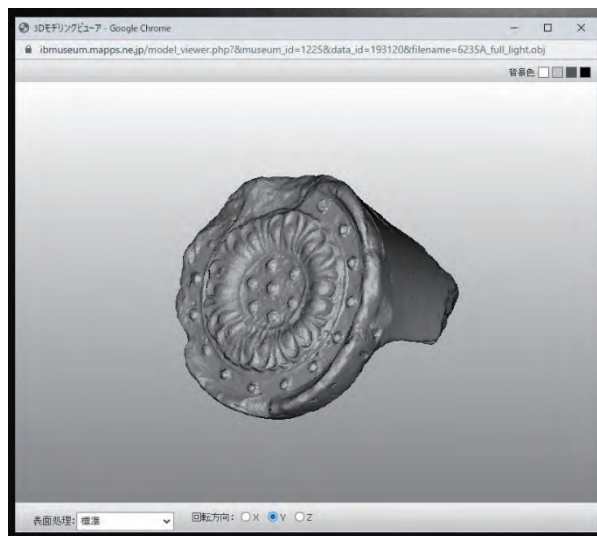 3Dモデリングビューア - Google Chrome
ibmuseum.mapps.ne.jp/model_viewer.php?&museum_id=1225&data_id=193120&filename=6235A_full_light.obj
背景色
表面処理: 標準 回転方向: X Y Z